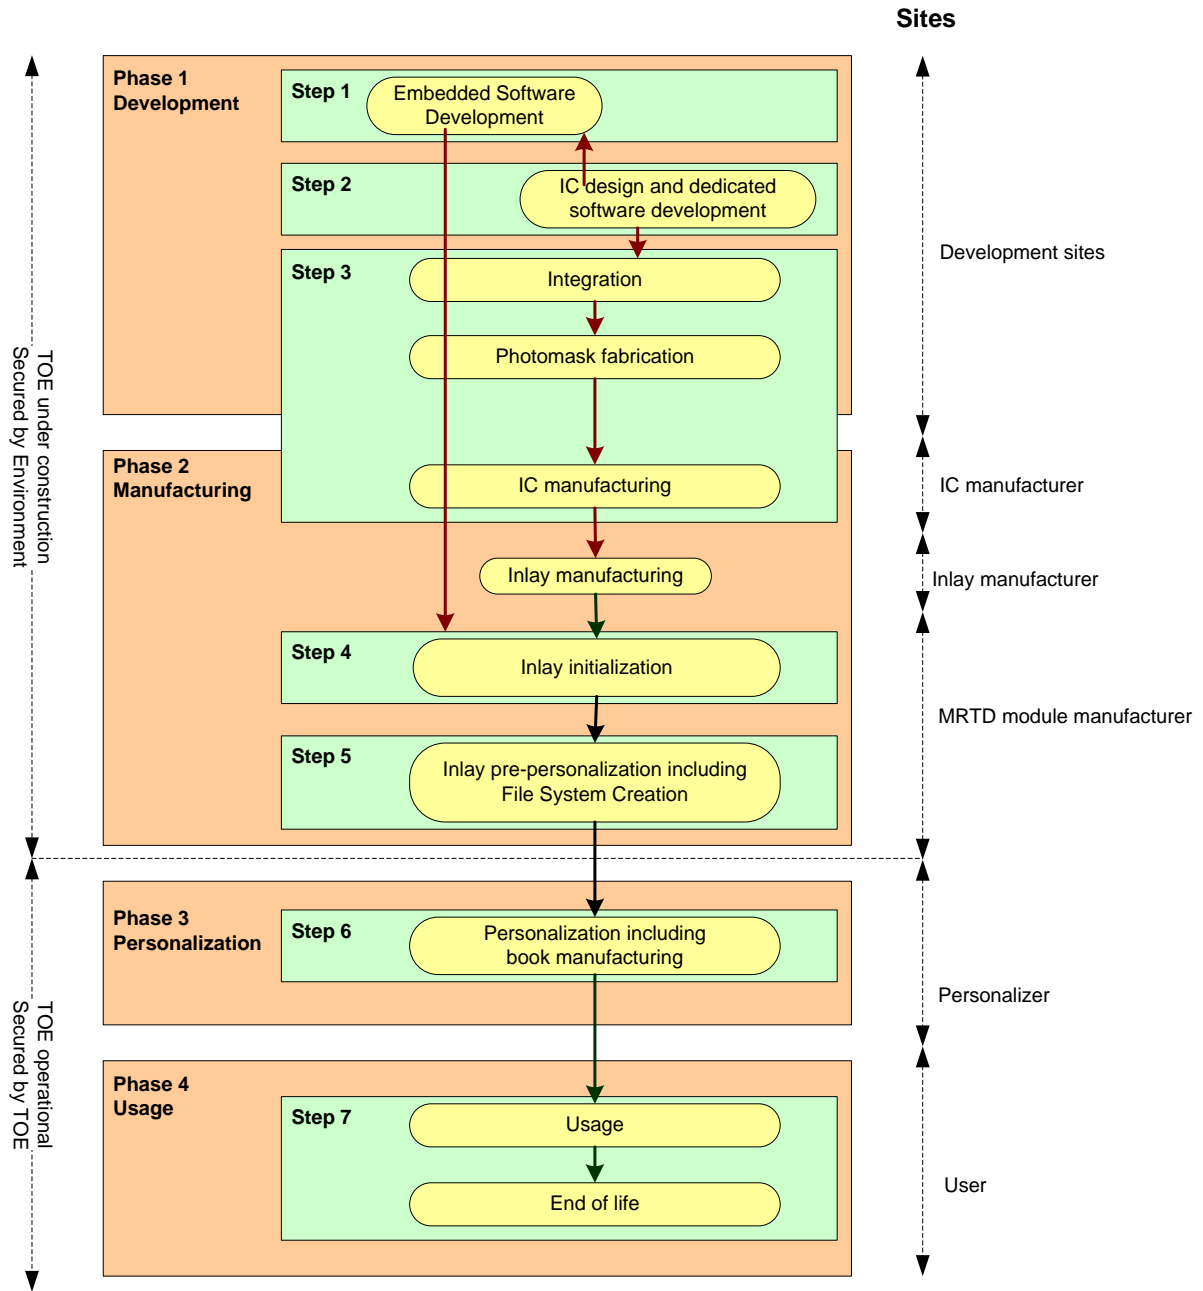 Sites
Phase 1
Development
Step 1
Embedded Software
Development
Step 2
IC design and dedicated
software development
Step 3
Integration
Photomask fabrication
Development sites
TOE under construction
Secured by Environment
Phase 2
Manufacturing
IC manufacturing
IC manufacturer
Inlay manufacturing
Inlay manufacturer
Step 4
Inlay initialization
MRTD module manufacturer
Step 5
Inlay pre-personalization including
File System Creation
Phase 3
Personalization
Step 6
Personalization including
book manufacturing
Personalizer
TOE operational
Secured by TOE
Phase 4
Usage
Step 7
Usage
End of life
User